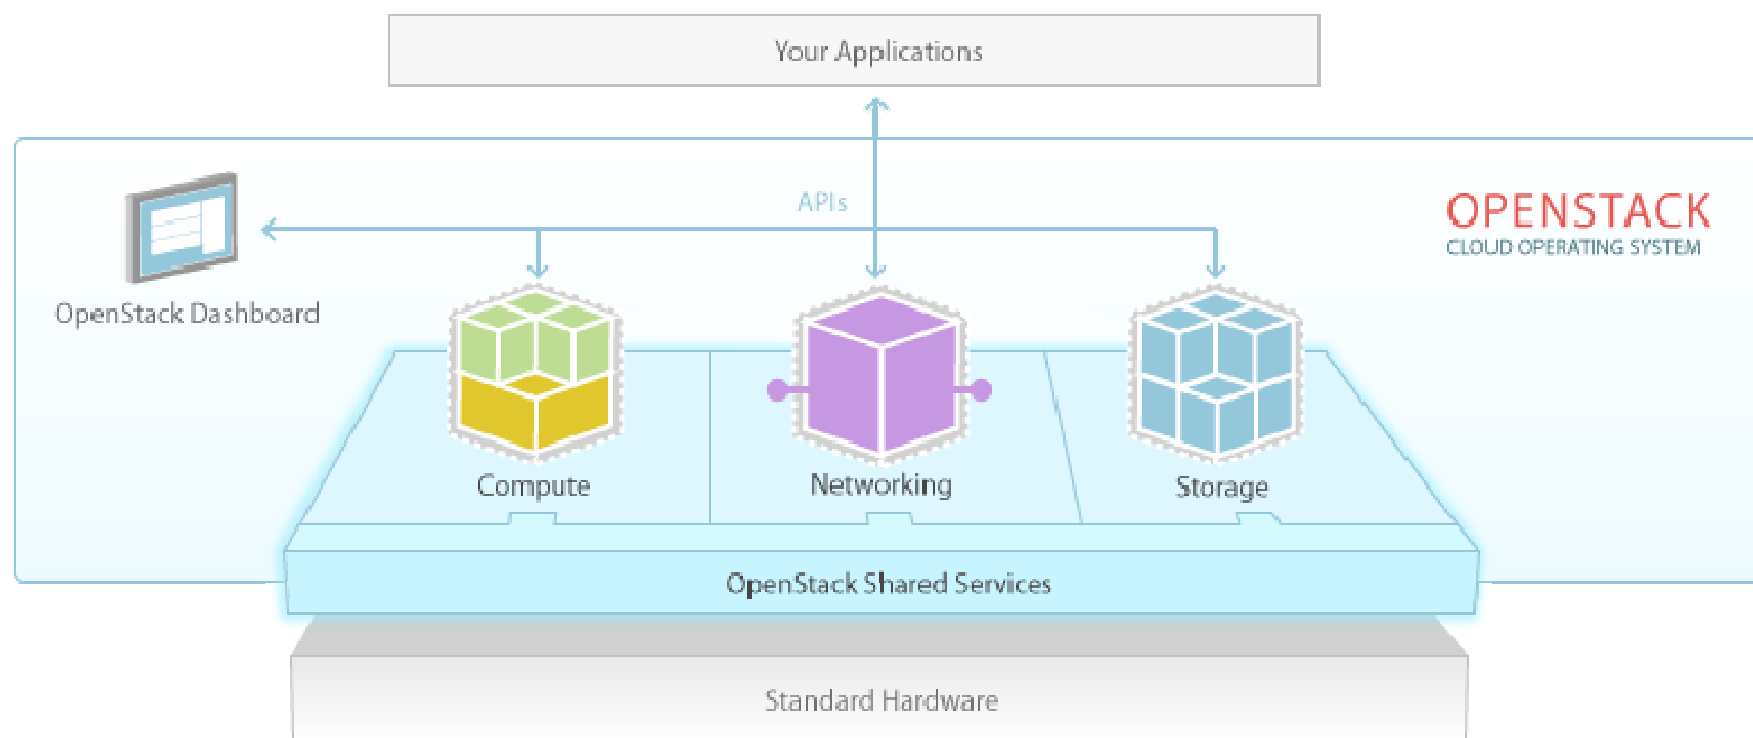 Your Applications
APIs
OPENSTACK
CLOUD OPERATING SYSTEM
OpenStack Dashboard
Compute
Networking
Storage
OpenStack Shared Services
Standard Hardware